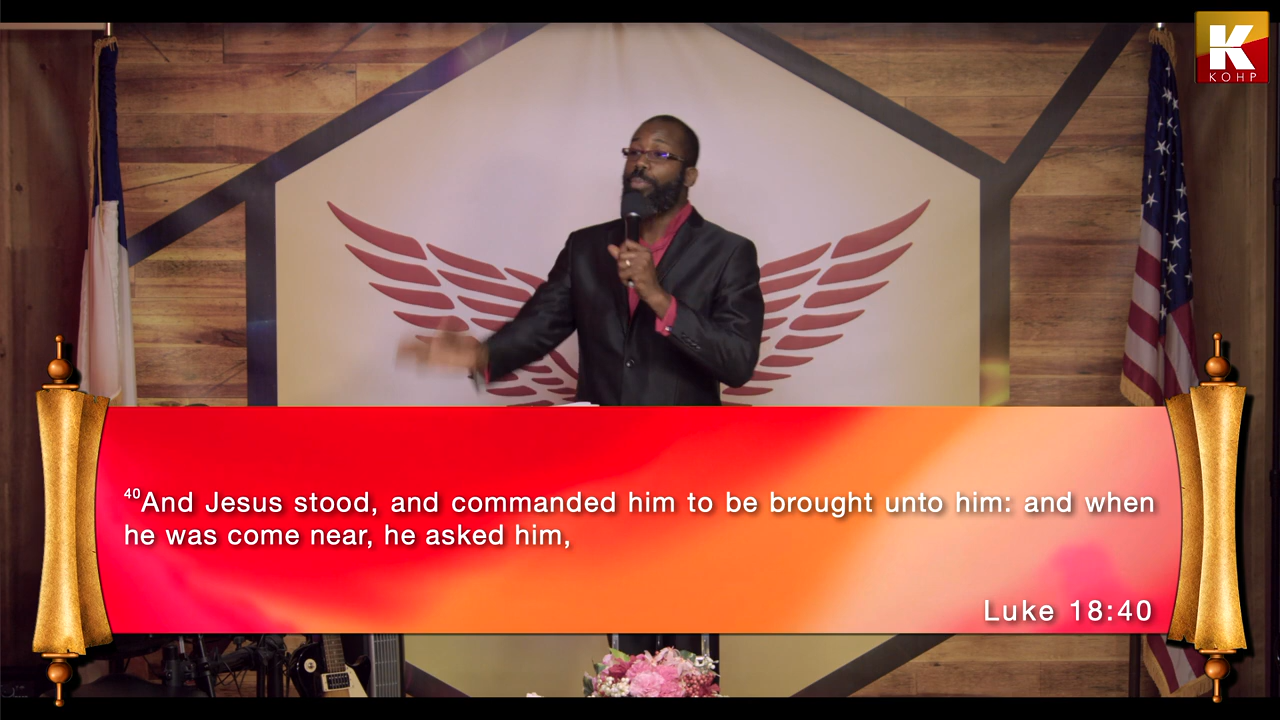 K
KOHP
⁴⁰And Jesus stood, and commanded him to be brought unto him: and when
he was come near, he asked him,
Luke 18:40